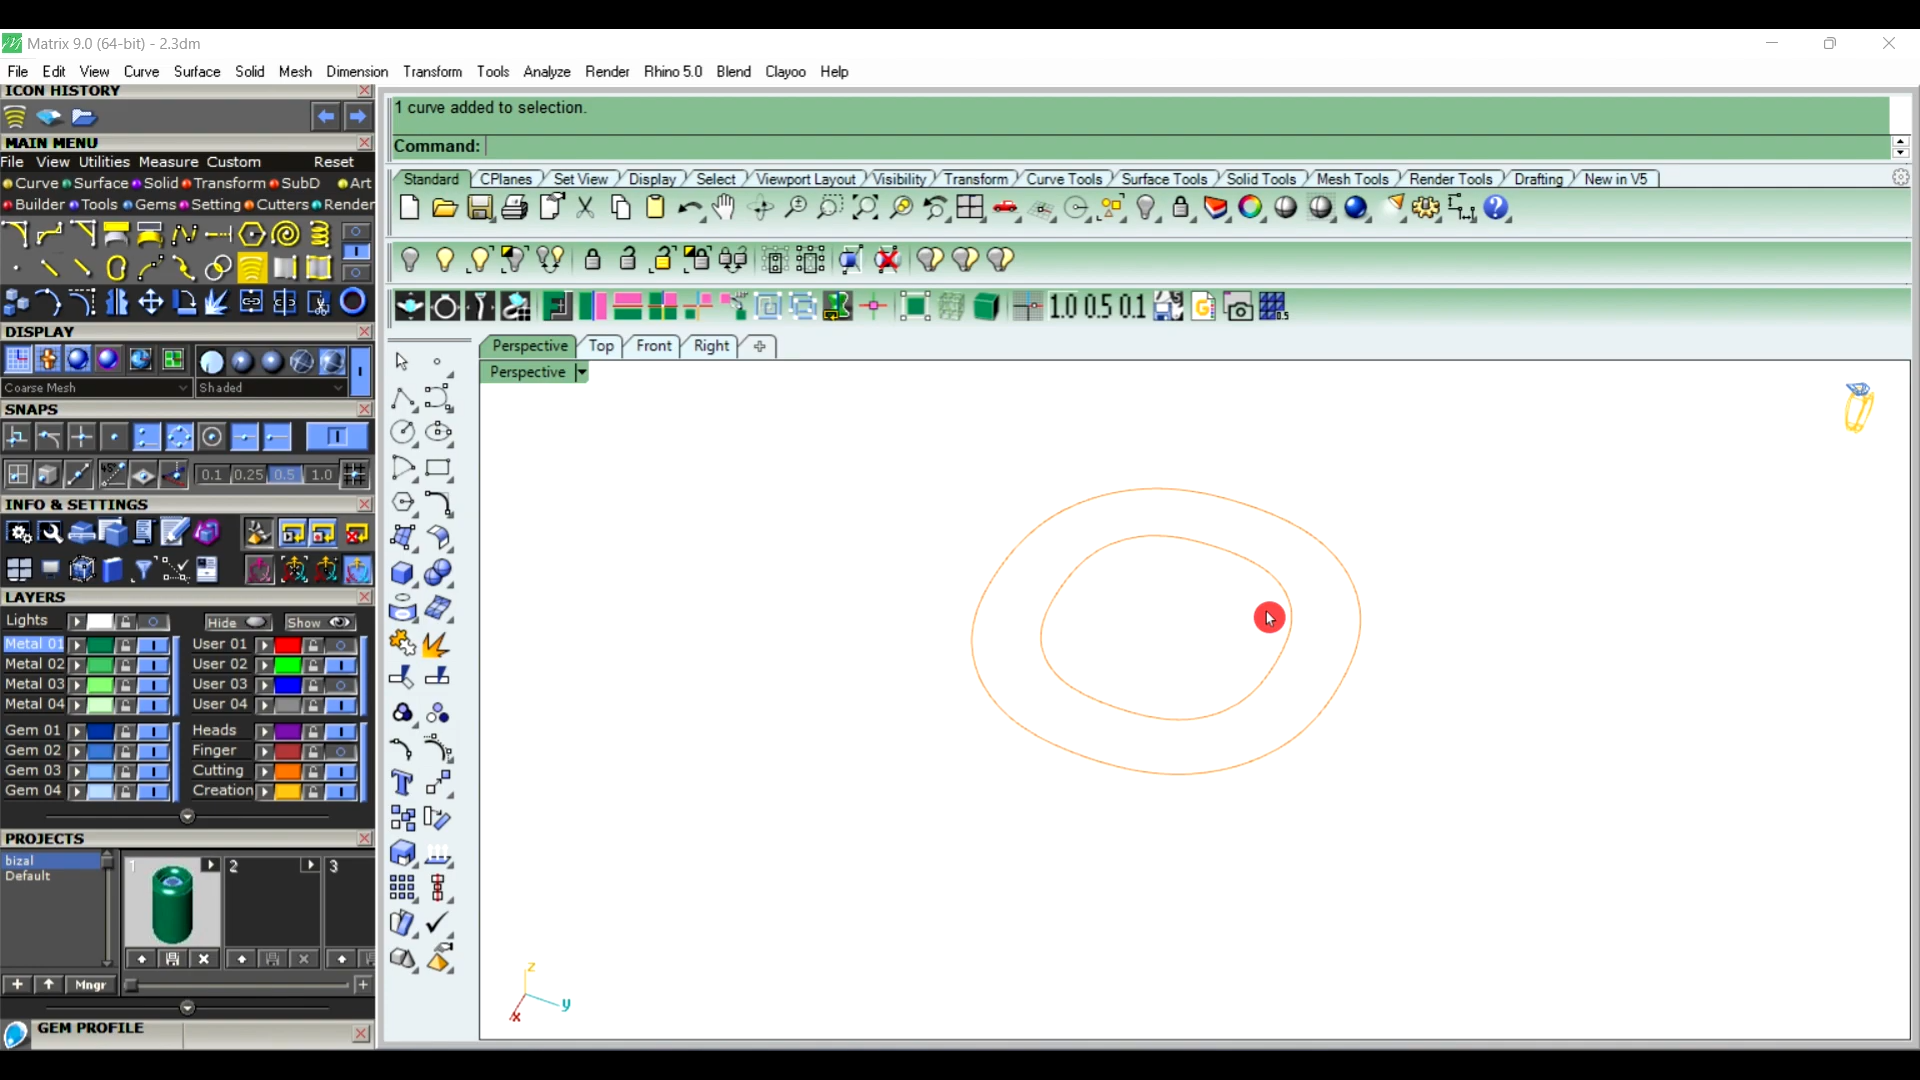 Matrix 9.0 (64-bit) - 2.3dm
File Edit View Curve Surface Solid Mesh Dimension Transform Tools Analyze Render Rhino 5.0 Blend Clayoo Help
ICON HISTORY
1 curve added to selection.
Command:
MAIN MENU
File View Utilities Measure Custom Reset
Curve Surface Solid Transform SubD Art
Builder Tools Gems Setting Cutters Render
Standard CPlanes Set View Display Select Viewport Layout Visibility Transform Curve Tools Surface Tools Solid Tools Mesh Tools Render Tools Drafting New in V5
1.0 0.5 0.1
0.5
DISPLAY
Coarse Mesh Shaded
Perspective Top Front Right
Perspective
SNAPS
45°
0.1 0.25 0.5 1.0
INFO & SETTINGS
LAYERS
Lights Hide Show
Metal 01 User 01
Metal 02 User 02
Metal 03 User 03
Metal 04 User 04
Gem 01 Heads
Gem 02 Finger
Gem 03 Cutting
Gem 04 Creation
PROJECTS
bizal
Default
1 2 3
Mngr
GEM PROFILE
z
y
x